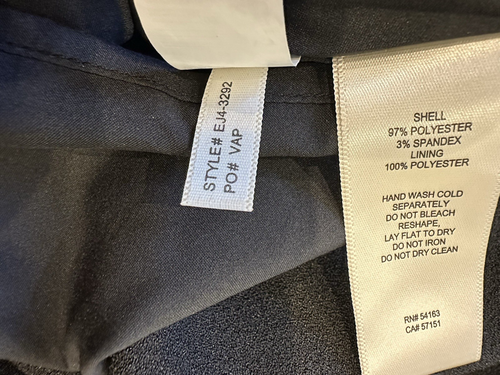 STYLE# EJ4-3292
PO# VAP
SHELL
97% POLYESTER
3% SPANDEX
LINING
100% POLYESTER
HAND WASH COLD
SEPARATELY
DO NOT BLEACH
RESHAPE,
LAY FLAT TO DRY
DO NOT IRON
DO NOT DRY CLEAN
RN# 54163
CA# 57151